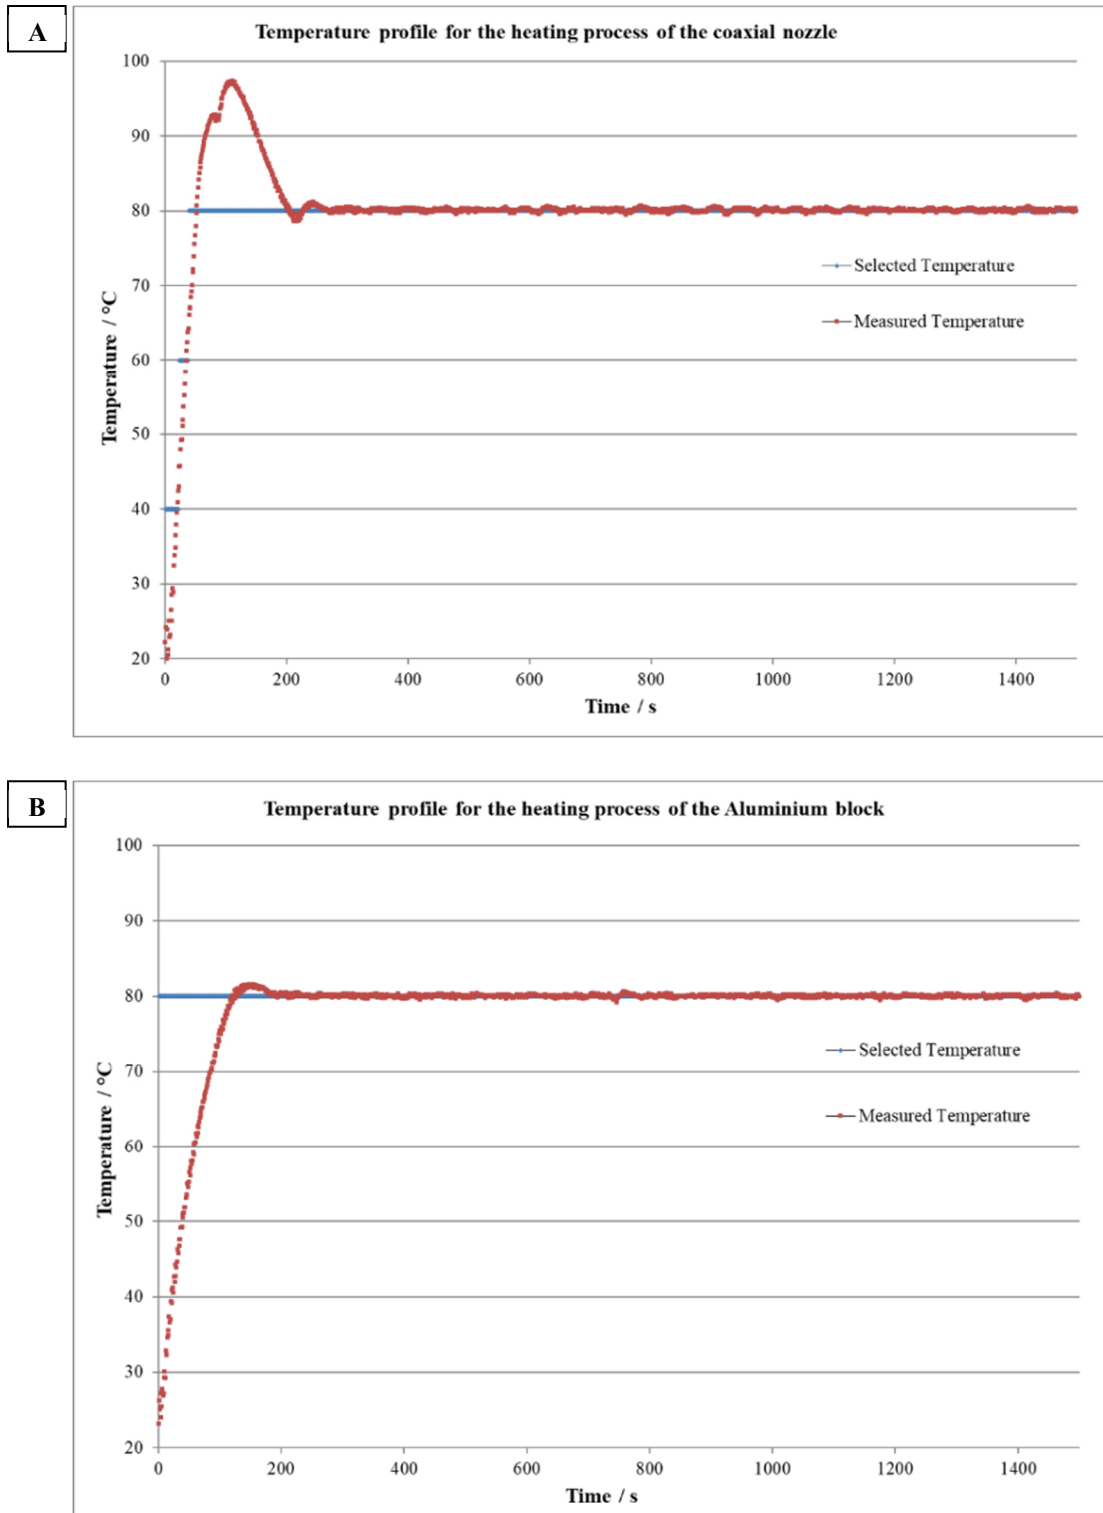 A
Temperature profile for the heating process of the coaxial nozzle
100
90
80
70
60
50
40
30
20
Temperature / °C
Selected Temperature
Measured Temperature
0 200 400 600 800 1000 1200 1400
Time / s
B
Temperature profile for the heating process of the Aluminium block
100
90
80
70
60
50
40
30
20
Temperature / °C
Selected Temperature
Measured Temperature
0 200 400 600 800 1000 1200 1400
Time / s